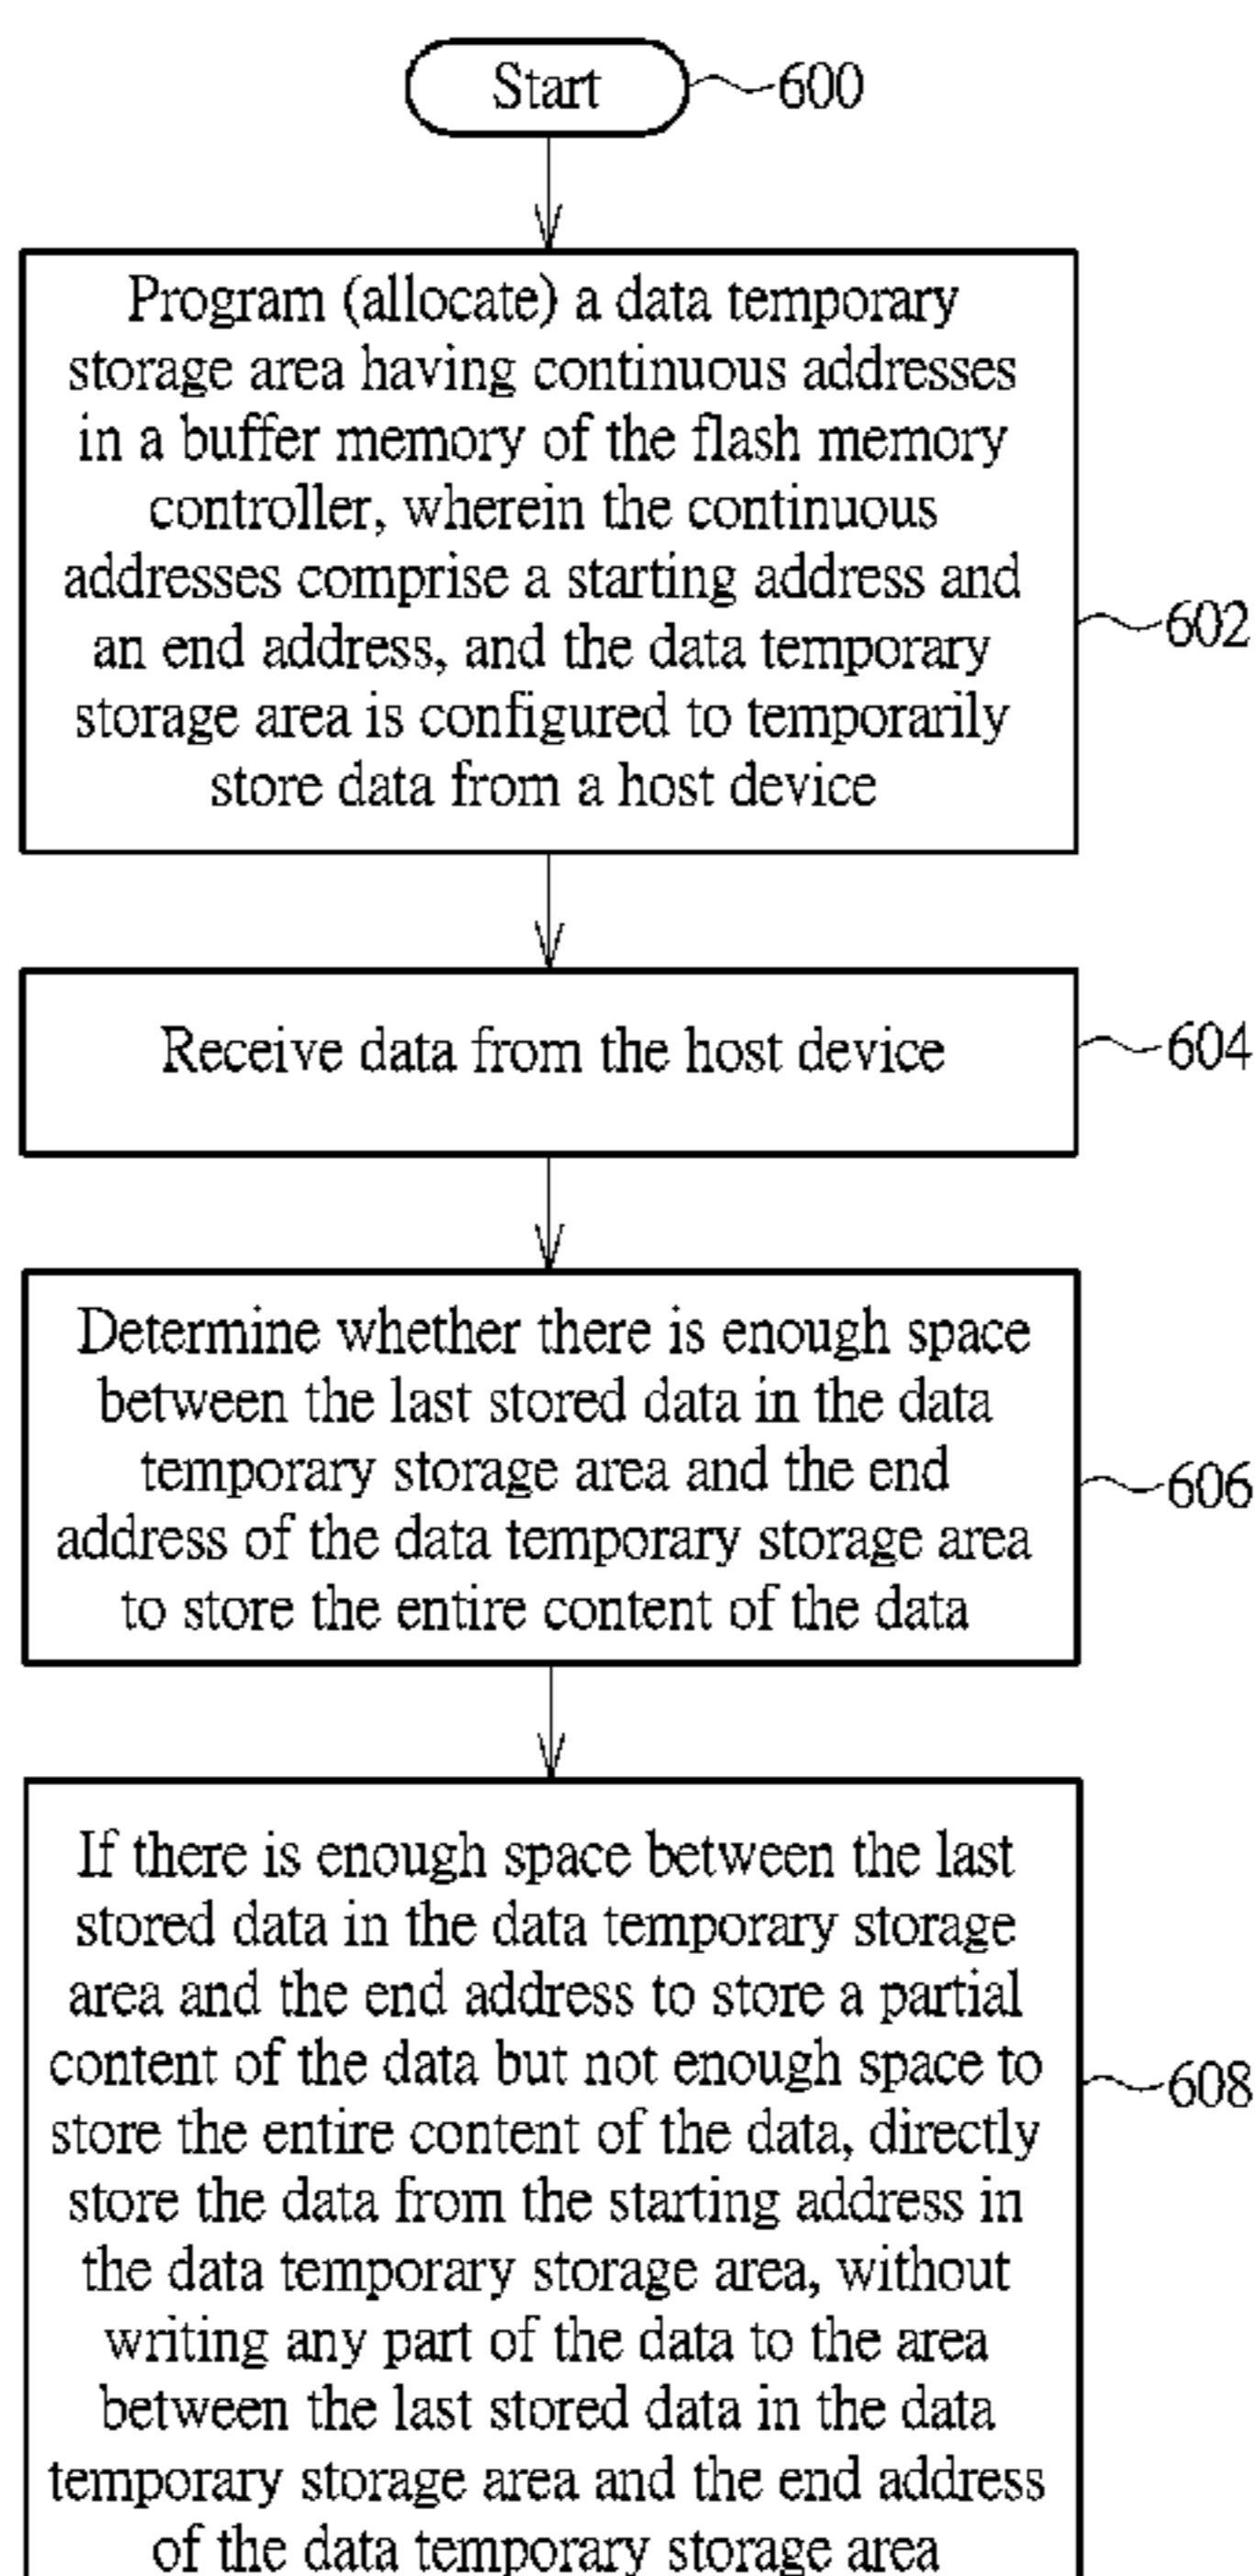 Start
600
Program (allocate) a data temporary
storage area having continuous addresses
in a buffer memory of the flash memory
controller, wherein the continuous
addresses comprise a starting address and
an end address, and the data temporary
storage area is configured to temporarily
store data from a host device
602
Receive data from the host device
604
Determine whether there is enough space
between the last stored data in the data
temporary storage area and the end
address of the data temporary storage area
to store the entire content of the data
606
If there is enough space between the last
stored data in the data temporary storage
area and the end address to store a partial
content of the data but not enough space to
store the entire content of the data, directly
store the data from the starting address in
the data temporary storage area, without
writing any part of the data to the area
between the last stored data in the data
temporary storage area and the end address
of the data temporary storage area
608